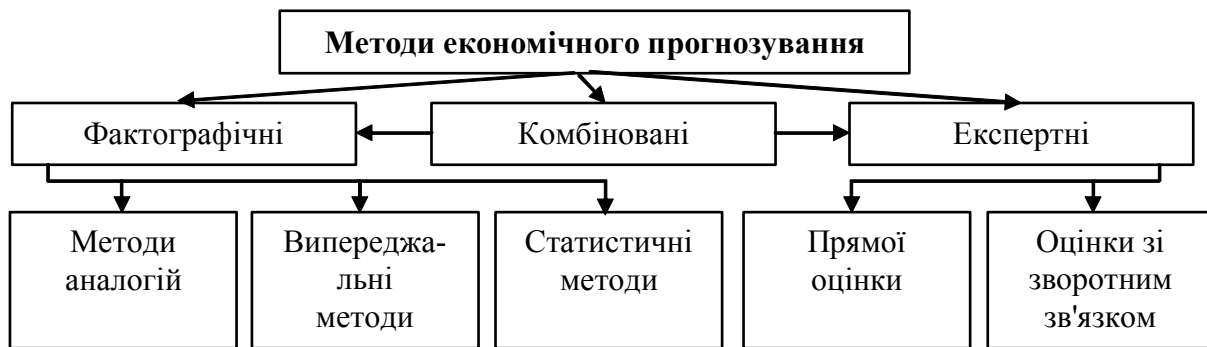 Методи економічного прогнозування
Фактографічні
Комбіновані
Експертні
Методи
аналогій
Випереджа-
льні
методи
Статистичні
методи
Прямої
оцінки
Оцінки зі
зворотним
зв'язком